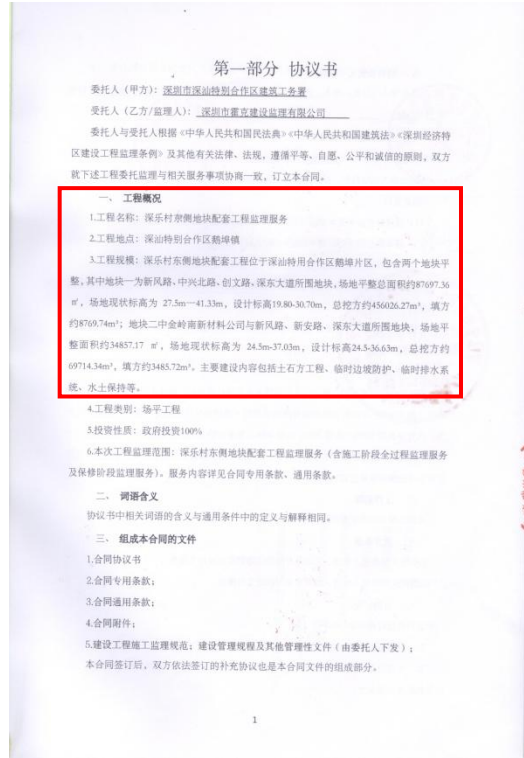 第一部分 协议书
委托人（甲方）：深圳市深汕特别合作区建筑工务署
受托人（乙方/监理人）：深圳市霍克建设监理有限公司
委托人与受托人根据《中华人民共和国民法典》《中华人民共和国建筑法》《深圳经济特
区建设工程监理条例》及其他有关法律、法规，遵循平等、自愿、公平和诚信的原则，双方
就下述工程委托监理与相关服务事项协商一致，订立本合同。
一、 工程概况
1.工程名称：深乐村东侧地块配套工程监理服务
2.工程地点：深汕特别合作区鹅埠镇
3.工程规模：深乐村东侧地块配套工程位于深汕特用合作区鹅埠片区，包含两个地块平
整，其中地块一为新风路、中兴北路、创文路、深东大道所围地块，场地平整总面积约87697.36
㎡，场地现状标高为 27.5m—41.33m，设计标高19.80-30.70m，总挖方约456026.27m³，填方
约8769.74m³；地块二中金岭南新材料公司与新风路、新安路、深东大道所围地块，场地平
整面积约34857.17 ㎡，场地现状标高为 24.5m-37.03m，设计标高24.3-36.63m，总挖方约
69714.34m³，填方约3485.72m³。主要建设内容包括土石方工程、临时边坡防护、临时排水系
统、水土保持等。
4.工程类别：场平工程
5.投资性质：政府投资100%
6.本次工程监理范围：深乐村东侧地块配套工程监理服务（含施工阶段全过程监理服务
及保修阶段监理服务）。服务内容详见合同专用条款、通用条款。
二、 词语含义
协议书中相关词语的含义与通用条件中的定义与解释相同。
三、 组成本合同的文件
1.合同协议书
2.合同专用条款；
3.合同通用条款；
4.合同附件；
5.建设工程施工监理规范；建设管理规程及其他管理性文件（由委托人下发）；
本合同签订后，双方依法签订的补充协议也是本合同文件的组成部分。
1